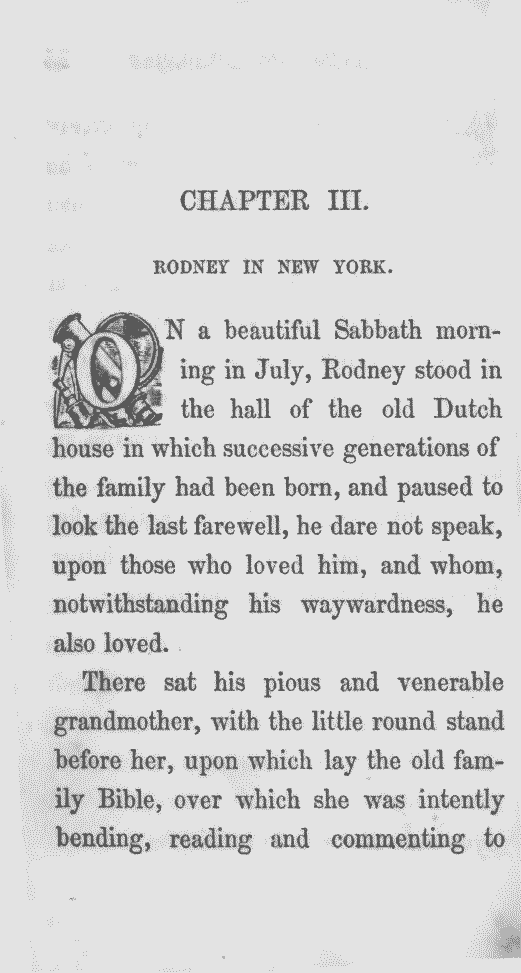 CHAPTER III.
RODNEY IN NEW YORK.
ON a beautiful Sabbath morn-
ing in July, Rodney stood in
the hall of the old Dutch
house in which successive generations of
the family had been born, and paused to
look the last farewell, he dare not speak,
upon those who loved him, and whom,
notwithstanding his waywardness, he
also loved.
There sat his pious and venerable
grandmother, with the little round stand
before her, upon which lay the old fam-
ily Bible, over which she was intently
bending, reading and commenting to